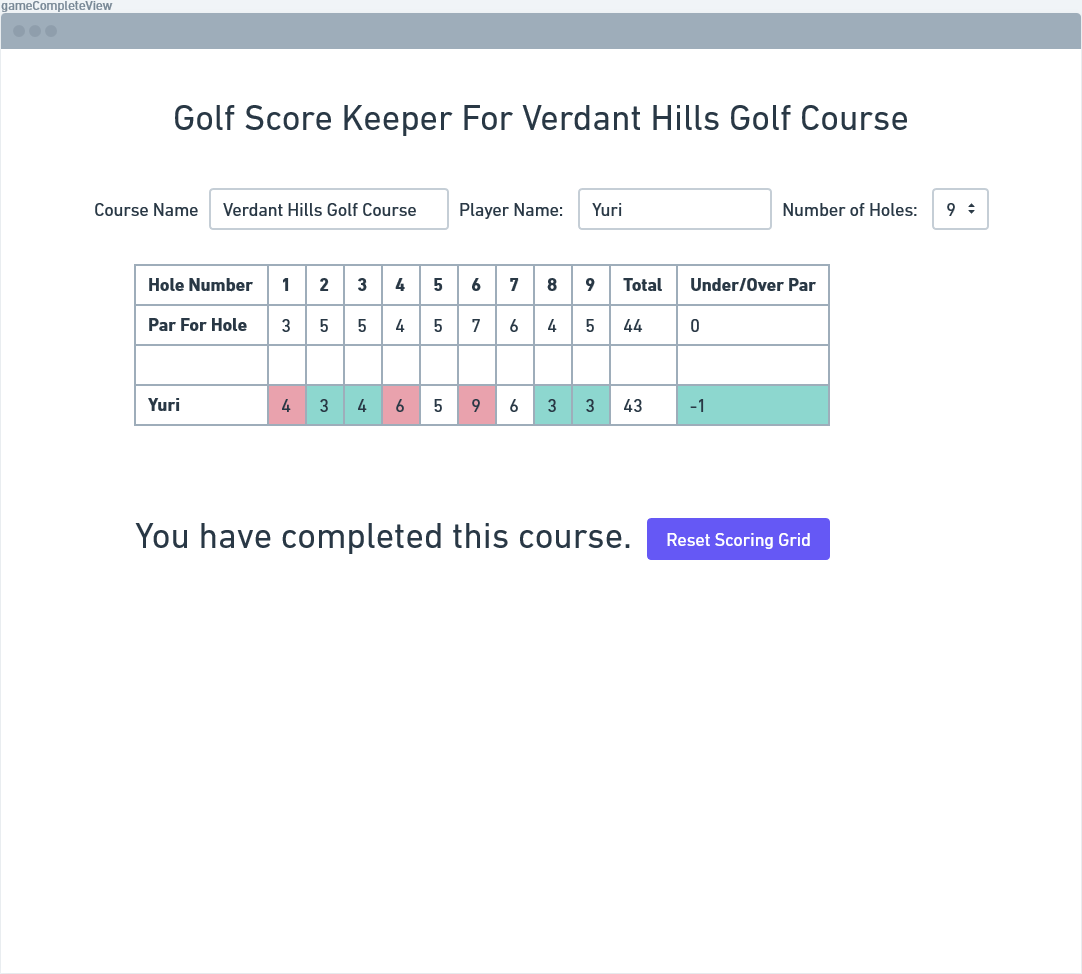 gameCompleteView
Golf Score Keeper For Verdant Hills Golf Course
Course Name Verdant Hills Golf Course Player Name: Yuri Number of Holes: 9
Hole Number 1 2 3 4 5 6 7 8 9 Total Under/Over Par
Par For Hole 3 5 5 4 5 7 6 4 5 44 0
Yuri 4 3 4 6 5 9 6 3 3 43 -1
You have completed this course. Reset Scoring Grid